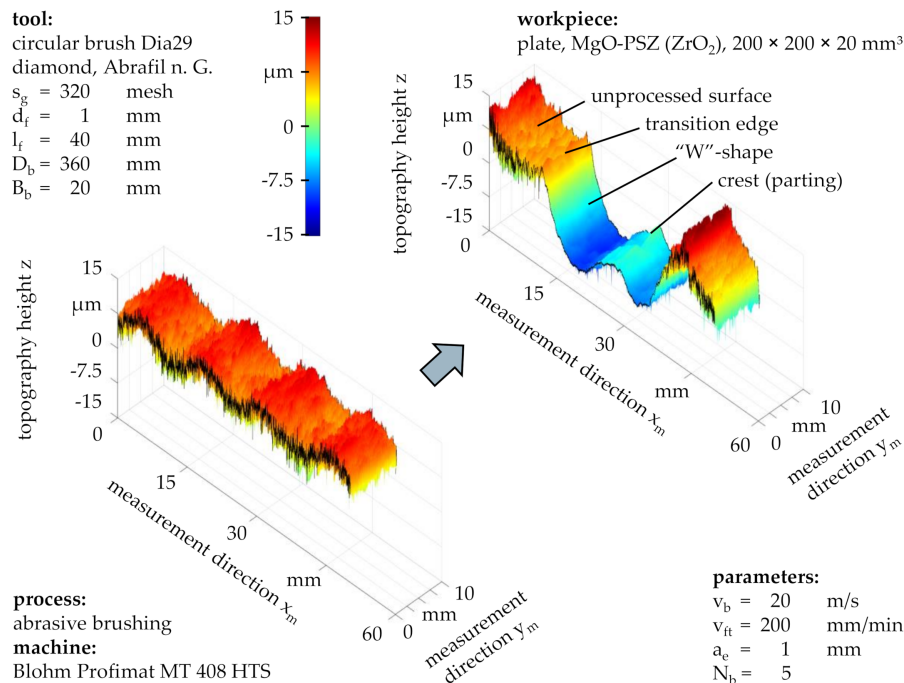 tool:
circular brush Dia29
diamond, Abrafil n. G.
s_g = 320 mesh
d_f = 1 mm
l_f = 40 mm
D_b = 360 mm
B_b = 20 mm
15
μm
0
-7.5
-15
workpiece:
plate, MgO-PSZ (ZrO₂), 200 × 200 × 20 mm³
topography height z
15
μm
0
-7.5
-15
0
unprocessed surface
transition edge
“W”-shape
crest (parting)
15
30
mm
60
measurement direction x_m
0
mm
10
measurement
direction y_m
topography height z
15
μm
0
-7.5
-15
0
15
30
mm
60
measurement direction x_m
0
mm
10
measurement
direction y_m
process:
abrasive brushing
machine:
Blohm Profimat MT 408 HTS
parameters:
v_b = 20 m/s
v_ft = 200 mm/min
a_e = 1 mm
N_b = 5